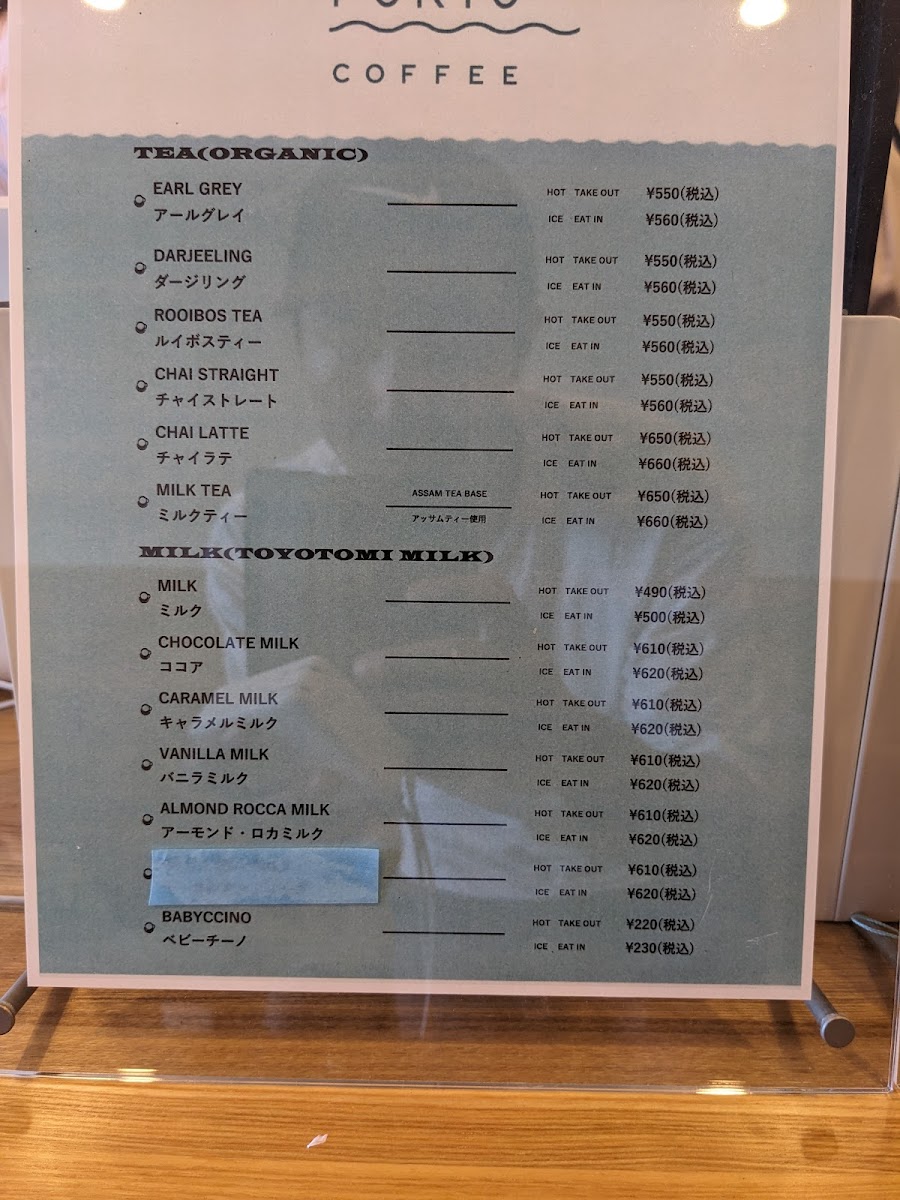 COFFEE
TEA(ORGANIC)
EARL GREY HOT TAKE OUT ¥550(税込)
アールグレイ ICE EAT IN ¥560(税込)
DARJEELING HOT TAKE OUT ¥550(税込)
ダージリング ICE EAT IN ¥560(税込)
ROOIBOS TEA HOT TAKE OUT ¥550(税込)
ルイボスティー ICE EAT IN ¥560(税込)
CHAI STRAIGHT HOT TAKE OUT ¥550(税込)
チャイストレート ICE EAT IN ¥560(税込)
CHAI LATTE HOT TAKE OUT ¥650(税込)
チャイラテ ICE EAT IN ¥660(税込)
MILK TEA ASSAM TEA BASE HOT TAKE OUT ¥650(税込)
ミルクティー アッサムティー使用 ICE EAT IN ¥660(税込)
MILK(TOYOTOMI MILK)
MILK HOT TAKE OUT ¥490(税込)
ミルク ICE EAT IN ¥500(税込)
CHOCOLATE MILK HOT TAKE OUT ¥610(税込)
ココア ICE EAT IN ¥620(税込)
CARAMEL MILK HOT TAKE OUT ¥610(税込)
キャラメルミルク ICE EAT IN ¥620(税込)
VANILLA MILK HOT TAKE OUT ¥610(税込)
バニラミルク ICE EAT IN ¥620(税込)
ALMOND ROCCA MILK HOT TAKE OUT ¥610(税込)
アーモンド・ロカミルク ICE EAT IN ¥620(税込)
HOT TAKE OUT ¥610(税込)
ICE EAT IN ¥620(税込)
BABYCCINO HOT TAKE OUT ¥220(税込)
ベビーチーノ ICE EAT IN ¥230(税込)